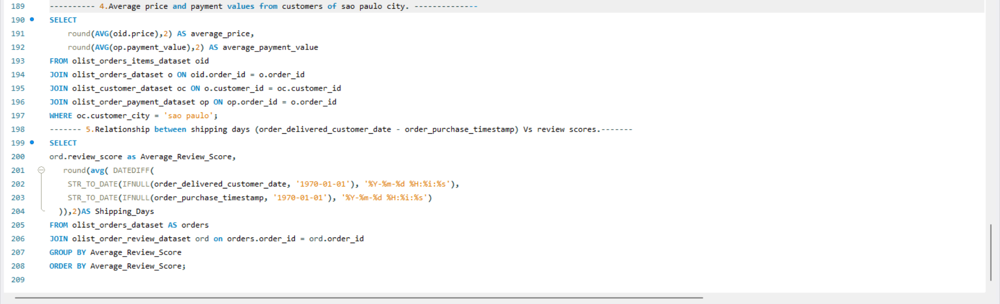 189 ---------- 4.Average price and payment values from customers of sao paulo city. --------------
190 SELECT
191 round(AVG(oid.price),2) AS average_price,
192 round(AVG(op.payment_value),2) AS average_payment_value
193 FROM olist_orders_items_dataset oid
194 JOIN olist_orders_dataset o ON oid.order_id = o.order_id
195 JOIN olist_customer_dataset oc ON o.customer_id = oc.customer_id
196 JOIN olist_order_payment_dataset op ON op.order_id = o.order_id
197 WHERE oc.customer_city = 'sao paulo';
198 ------- 5.Relationship between shipping days (order_delivered_customer_date - order_purchase_timestamp) Vs review scores.-------
199 SELECT
200 ord.review_score as Average_Review_Score,
201 round(avg( DATEDIFF(
202 STR_TO_DATE(IFNULL(order_delivered_customer_date, '1970-01-01'), '%Y-%m-%d %H:%i:%s'),
203 STR_TO_DATE(IFNULL(order_purchase_timestamp, '1970-01-01'), '%Y-%m-%d %H:%i:%s')
204 )),2)AS Shipping_Days
205 FROM olist_orders_dataset AS orders
206 JOIN olist_order_review_dataset ord on orders.order_id = ord.order_id
207 GROUP BY Average_Review_Score
208 ORDER BY Average_Review_Score;
209